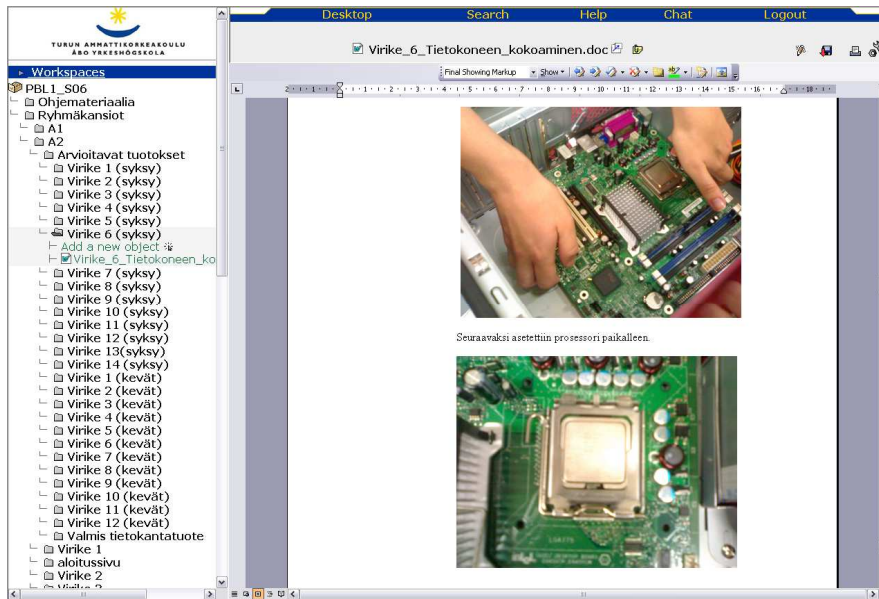 Desktop Search Help Chat Logout
TURUN AMMATTIKORKEAKOULU
ÅBO YRKESHÖGSKOLA
Virike_6_Tietokoneen_kokoaminen.doc
Workspaces
Final Showing Markup Show
PBL1_S06
Ohjemateriaalia
Ryhmäkansiot
A1
A2
Arvioitavat tuotokset
Virike 1 (syksy)
Virike 2 (syksy)
Virike 3 (syksy)
Virike 4 (syksy)
Virike 5 (syksy)
Virike 6 (syksy)
Add a new object
Virike_6_Tietokoneen_ko
Virike 7 (syksy)
Virike 8 (syksy)
Virike 9 (syksy)
Virike 10 (syksy)
Virike 11 (syksy)
Virike 12 (syksy)
Virike 13(syksy)
Virike 14 (syksy)
Virike 1 (kevät)
Virike 2 (kevät)
Virike 3 (kevät)
Virike 4 (kevät)
Virike 5 (kevät)
Virike 6 (kevät)
Virike 7 (kevät)
Virike 8 (kevät)
Virike 9 (kevät)
Virike 10 (kevät)
Virike 11 (kevät)
Virike 12 (kevät)
Valmis tietokantatuote
Virike 1
aloitussivu
Virike 2
Seuraavaksi asetettiin prosessori paikalleen.
LGA775